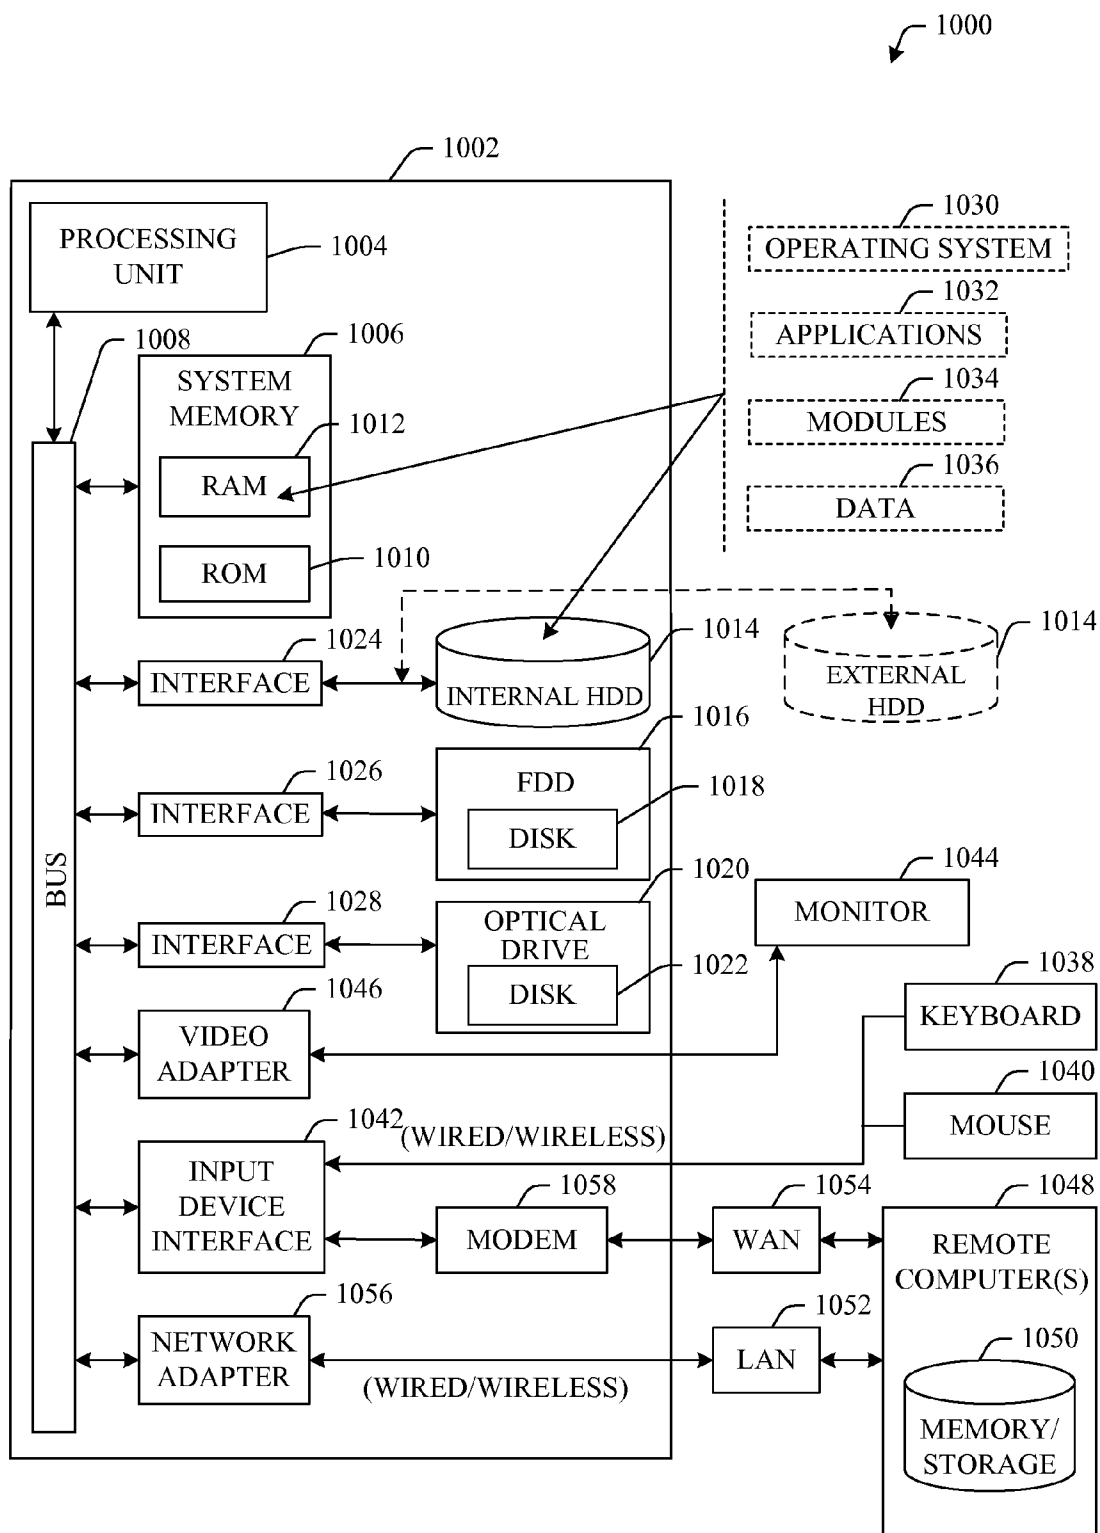 1000
1002
PROCESSING
UNIT
1004
1030
OPERATING SYSTEM
1032
APPLICATIONS
1034
MODULES
1036
DATA
1008
1006
SYSTEM
MEMORY
1012
RAM
1010
ROM
1024
INTERFACE
1014
INTERNAL HDD
1014
EXTERNAL
HDD
1026
INTERFACE
1016
FDD
1018
DISK
BUS
1028
INTERFACE
1020
OPTICAL
DRIVE
1022
DISK
1044
MONITOR
1046
VIDEO
ADAPTER
1038
KEYBOARD
1040
MOUSE
1042
(WIRED/WIRELESS)
INPUT
DEVICE
INTERFACE
1058
MODEM
1054
WAN
1048
REMOTE
COMPUTER(S)
1056
NETWORK
ADAPTER
(WIRED/WIRELESS)
1052
LAN
1050
MEMORY/
STORAGE